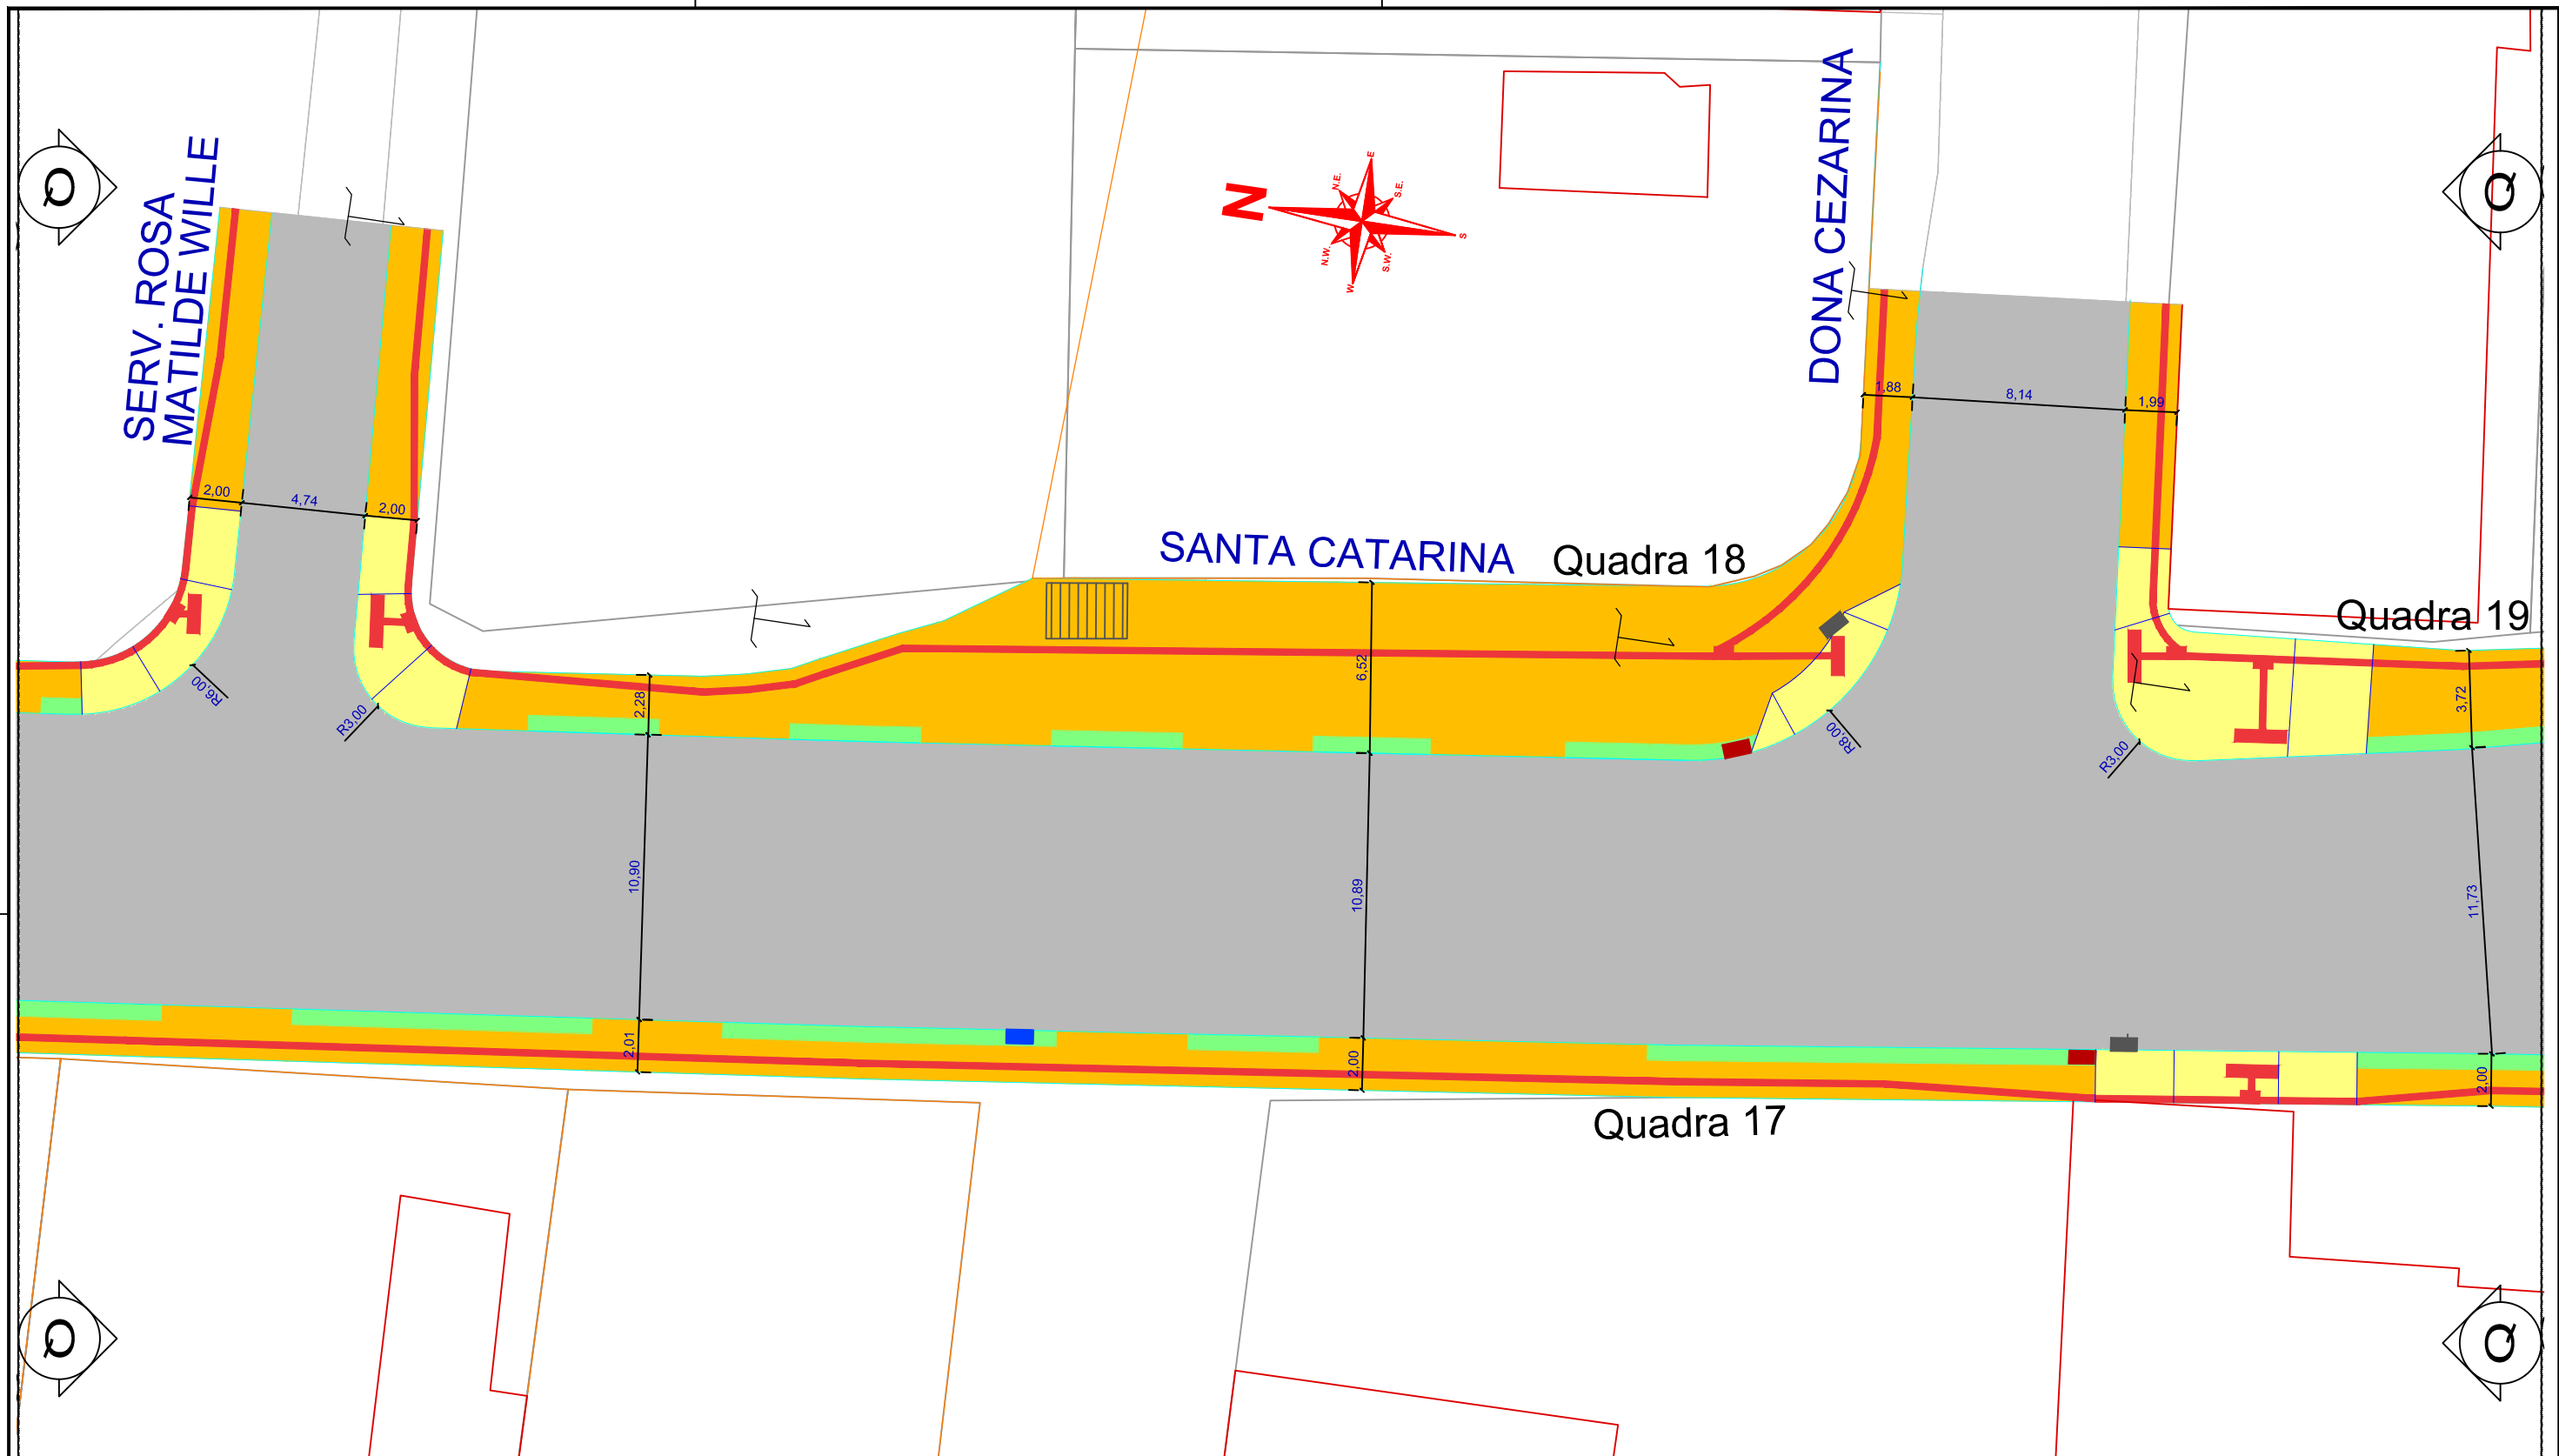 SERV. ROSA
MATILDE WILLE
DONA CEZARINA
SANTA CATARINA
Quadra 18
Quadra 19
Quadra 17
Q
Q
Q
Q
N
N.E.
E
S.E.
S
S.W.
W
N.W.
2,00
4,74
2,00
1,88
8,14
1,99
R6,00
R3,00
R8,00
R3,00
2,28
10,90
2,01
6,52
10,89
2,00
3,72
11,73
2,00